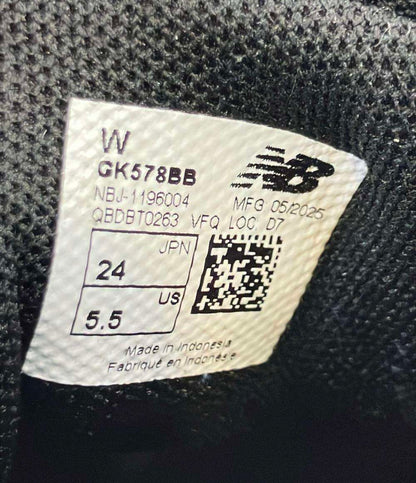 W
GK578BB
NBJ-1196004
MFG 05/2025
QBDBT0263 VFQ LOC D7
JPN
24
US
5.5
Made in Indonesia
Fabriqué en Indonésie